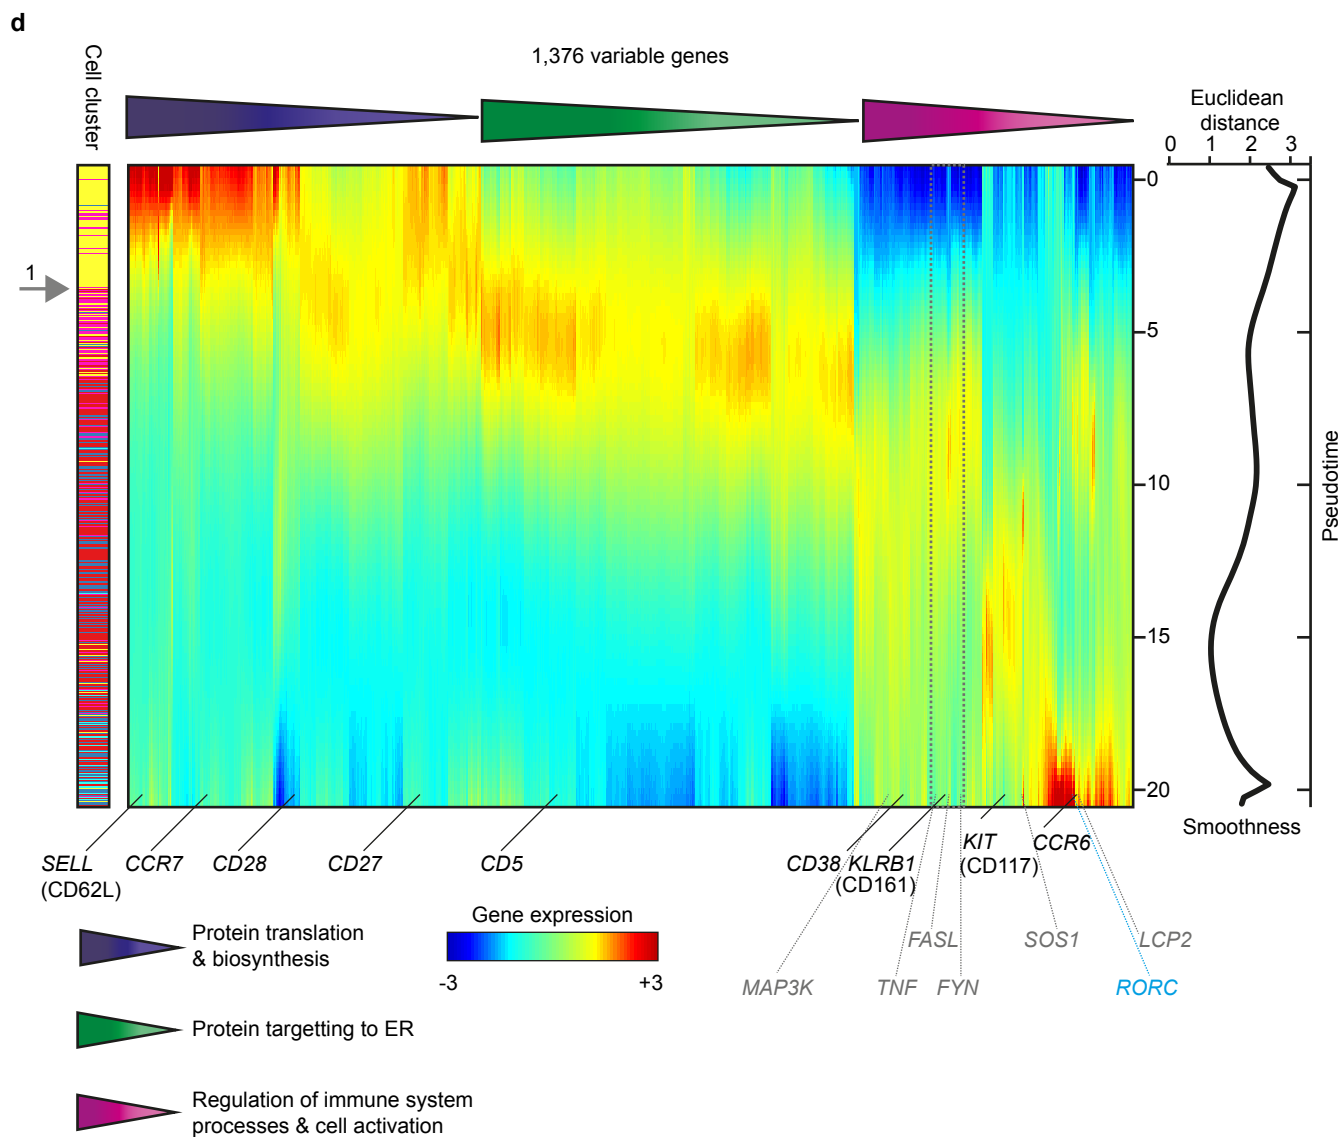 d
Cell cluster
1,376 variable genes
Euclidean
distance
0 1 2 3
1
0
5
10
15
20
Pseudotime
Smoothness
SELL
(CD62L)
CCR7
CD28
CD27
CD5
CD38
KLRB1
(CD161)
KIT
(CD117)
CCR6
MAP3K
TNF
FASL
FYN
SOS1
LCP2
RORC
Gene expression
-3 +3
Protein translation
& biosynthesis
Protein targetting to ER
Regulation of immune system
processes & cell activation